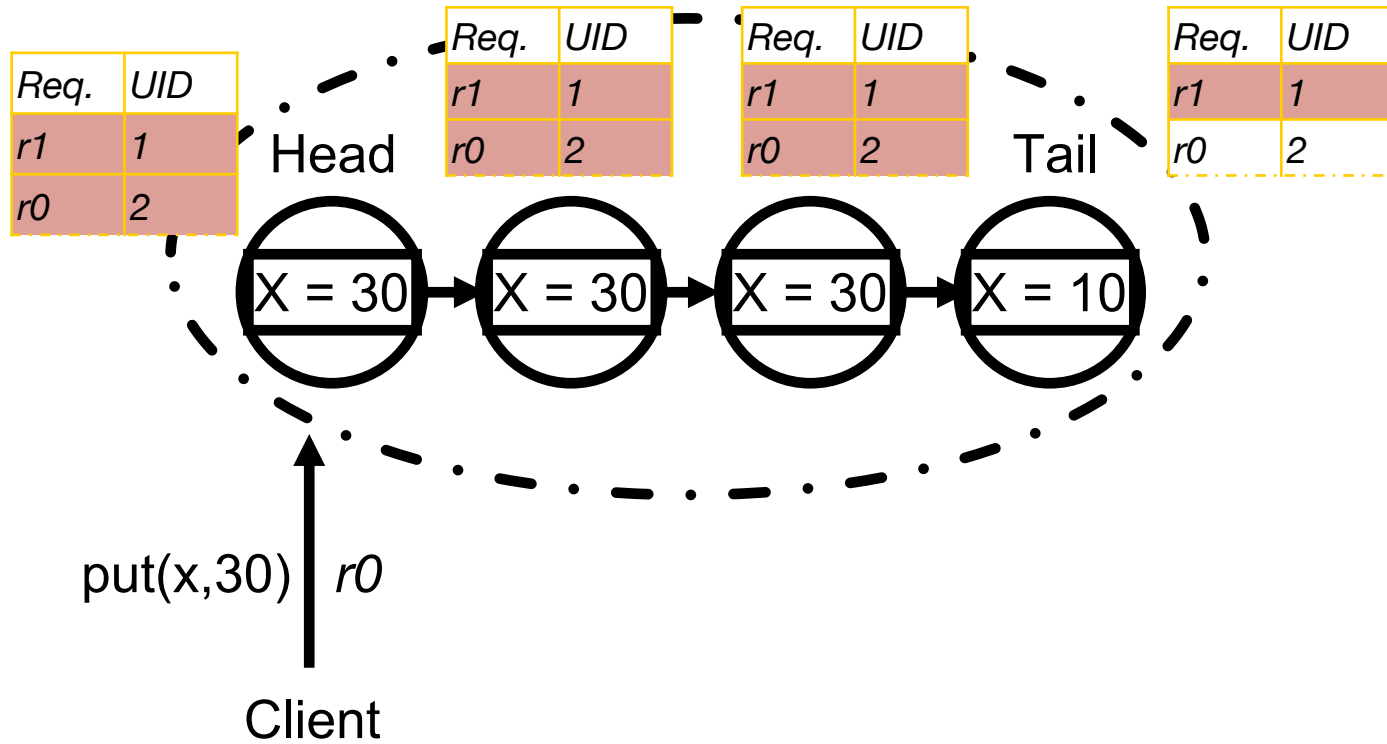 Req. UID
r1 1
r0 2
Req. UID
r1 1
r0 2
Req. UID
r1 1
r0 2
Req. UID
r1 1
r0 2
Head
Tail
X = 30
X = 30
X = 30
X = 10
put(x,30) r0
Client